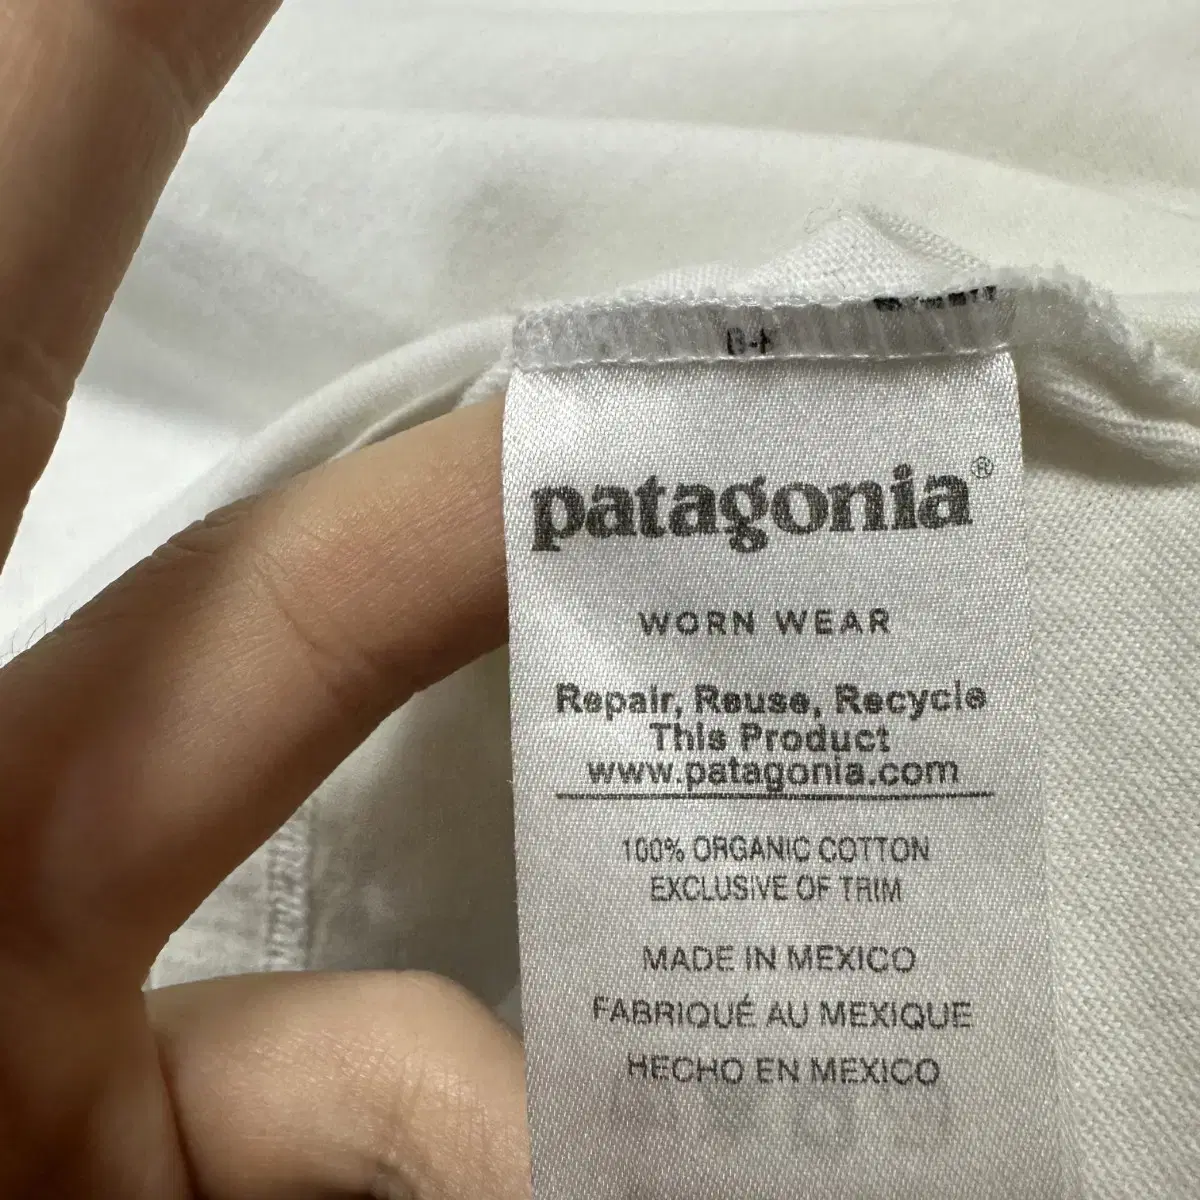 patagonia®
WORN WEAR
Repair, Reuse, Recycle
This Product
www.patagonia.com
100% ORGANIC COTTON
EXCLUSIVE OF TRIM
MADE IN MEXICO
FABRIQUÉ AU MEXIQUE
HECHO EN MEXICO